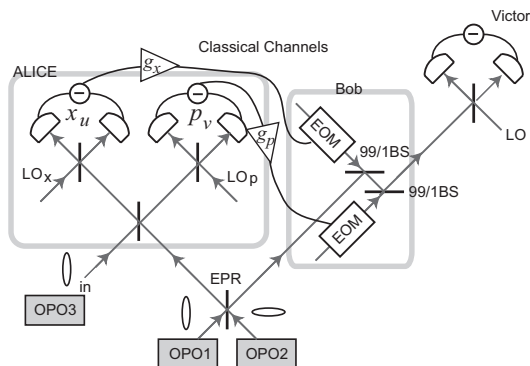 Victor
Classical Channels
g_x
ALICE
Bob
x_u
p_v
g_p
EOM
99/1BS
LO
LO_x
LO_p
99/1BS
EOM
EPR
in
OPO3
OPO1
OPO2